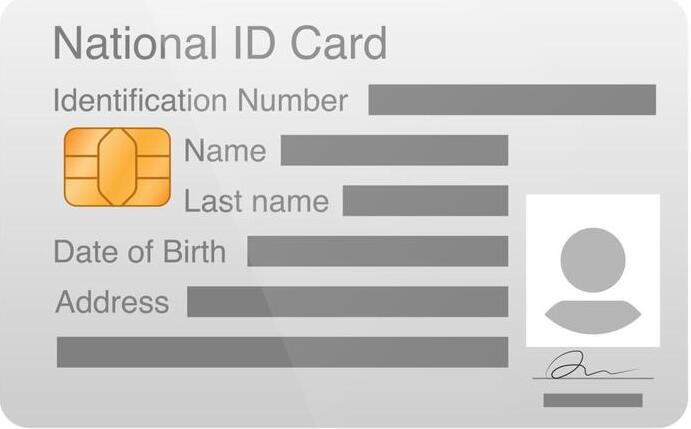 National ID Card
Identification Number
Name
Last name
Date of Birth
Address